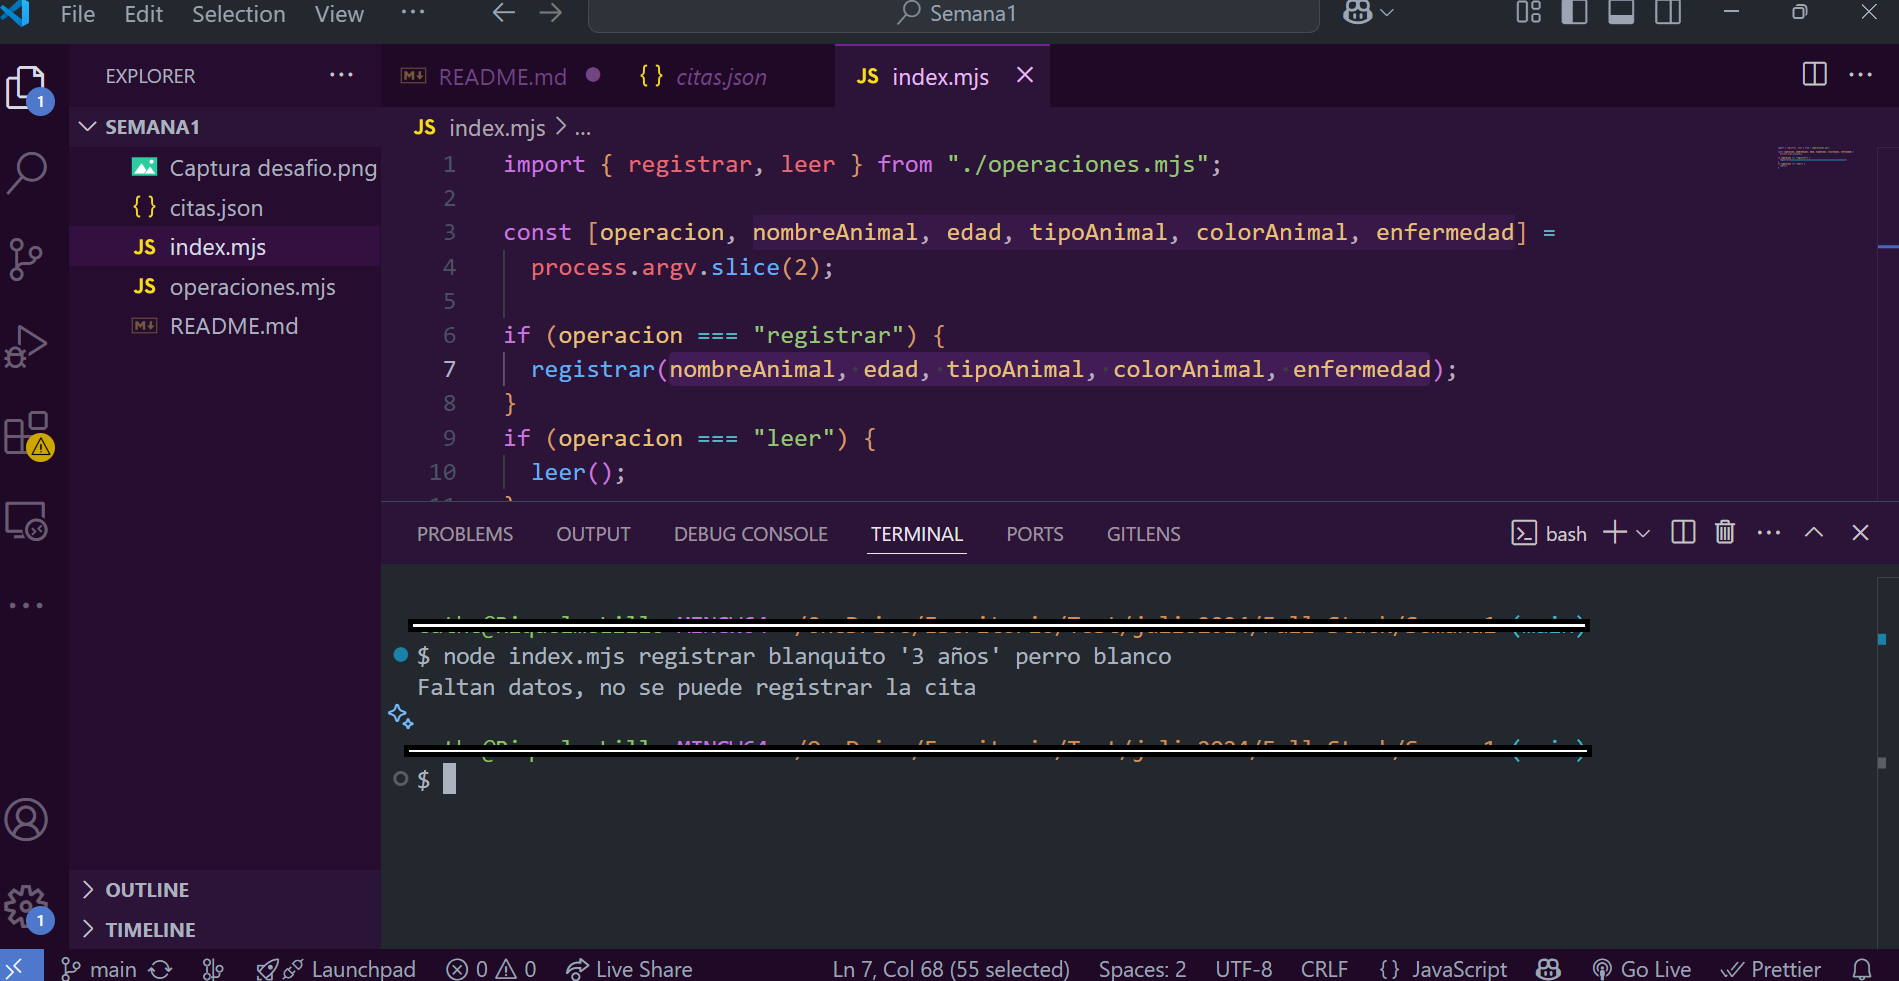 File Edit Selection View ··· Semana1
EXPLORER ···
README.md citas.json JS index.mjs
SEMANA1
Captura desafio.png
{} citas.json
JS index.mjs
JS operaciones.mjs
README.md
OUTLINE
TIMELINE
JS index.mjs > ...
1 import { registrar, leer } from "./operaciones.mjs";
2
3 const [operacion, nombreAnimal, edad, tipoAnimal, colorAnimal, enfermedad] =
4 process.argv.slice(2);
5
6 if (operacion === "registrar") {
7 registrar(nombreAnimal, edad, tipoAnimal, colorAnimal, enfermedad);
8 }
9 if (operacion === "leer") {
10 leer();
PROBLEMS OUTPUT DEBUG CONSOLE TERMINAL PORTS GITLENS bash
$ node index.mjs registrar blanquito '3 años' perro blanco
Faltan datos, no se puede registrar la cita
$
main Launchpad 0 0 Live Share Ln 7, Col 68 (55 selected) Spaces: 2 UTF-8 CRLF {} JavaScript Go Live Prettier